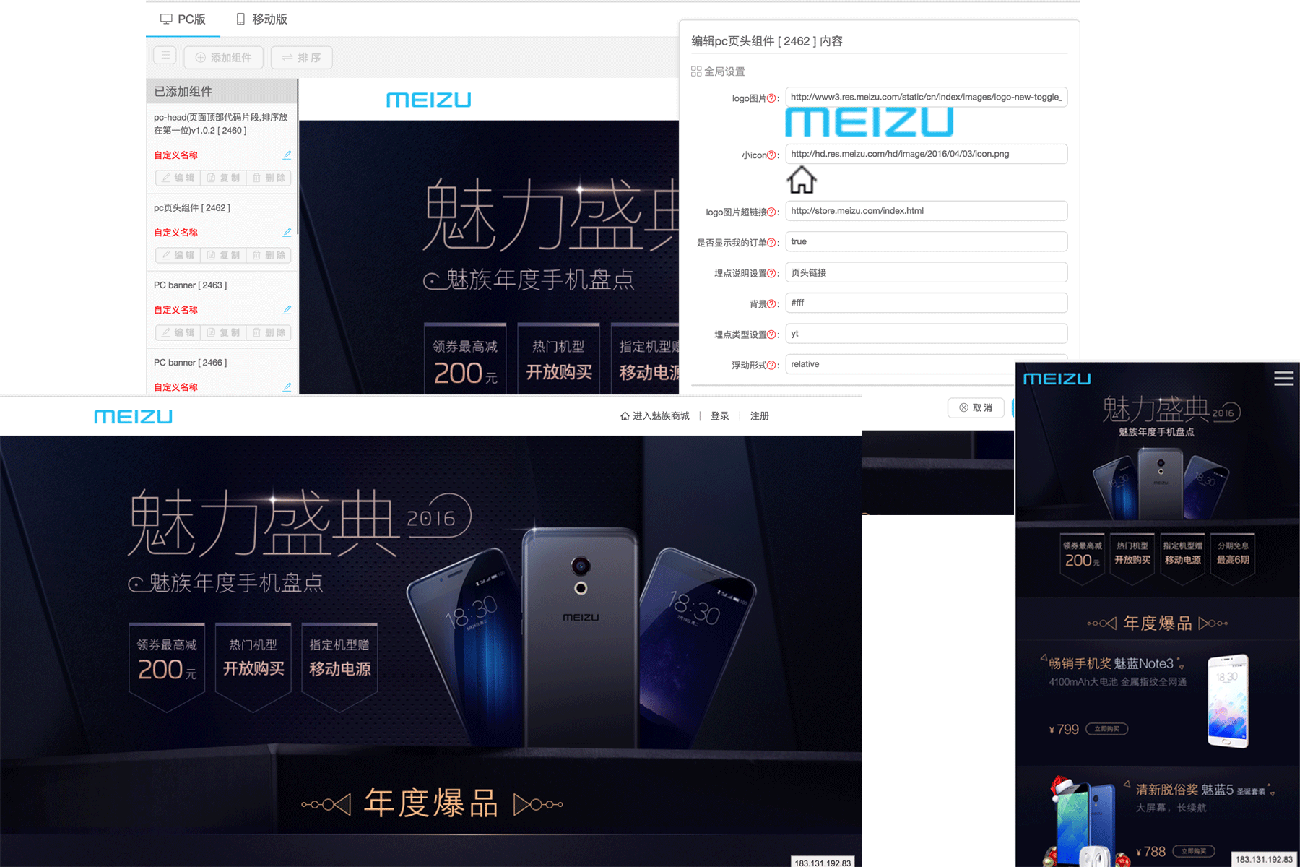 PC版
移动版
添加组件
排 序
已添加组件
pc-head(页面顶部代码片段,排序放
在第一位)v1.0.2 [ 2460 ]
自定义名称
编 辑
复 制
删 除
pc页头组件 [ 2462 ]
自定义名称
编 辑
复 制
删 除
PC banner [ 2463 ]
自定义名称
编 辑
复 制
删 除
PC banner [ 2466 ]
自定义名称
MEIZU
魅力盛典
魅族年度手机盘点
领券最高减
200元
热门机型
开放购买
指定机型赠
移动电源
编辑pc页头组件 [ 2462 ] 内容
全局设置
logo图片?:
http://www3.res.meizu.com/static/cn/index/images/logo-new-toggle_
MEIZU
小icon?:
http://hd.res.meizu.com/hd/image/2016/04/03/icon.png
logo图片超链接?:
http://store.meizu.com/index.html
是否显示我的订单?:
true
埋点说明设置?:
页头链接
背景?:
#fff
埋点类型设置?:
yt
浮动形式?:
relative
取 消
MEIZU
进入魅族商城 | 登录 | 注册
魅力盛典 2016
魅族年度手机盘点
领券最高减
200元
热门机型
开放购买
指定机型赠
移动电源
18:30
MEIZU
18:30
年度爆品
183.131.192.83
MEIZU
魅力盛典 2016
魅族年度手机盘点
MEIZU
领券最高减
200元
热门机型
开放购买
指定机型赠
移动电源
分期免息
最高6期
年度爆品
畅销手机奖 魅蓝Note3
4100mAh大电池 金属指纹全网通
¥799 立即购买
18:30
清新脱俗奖 魅蓝5 圣诞套装
大屏幕，长续航
¥788 立即购买
183.131.192.83